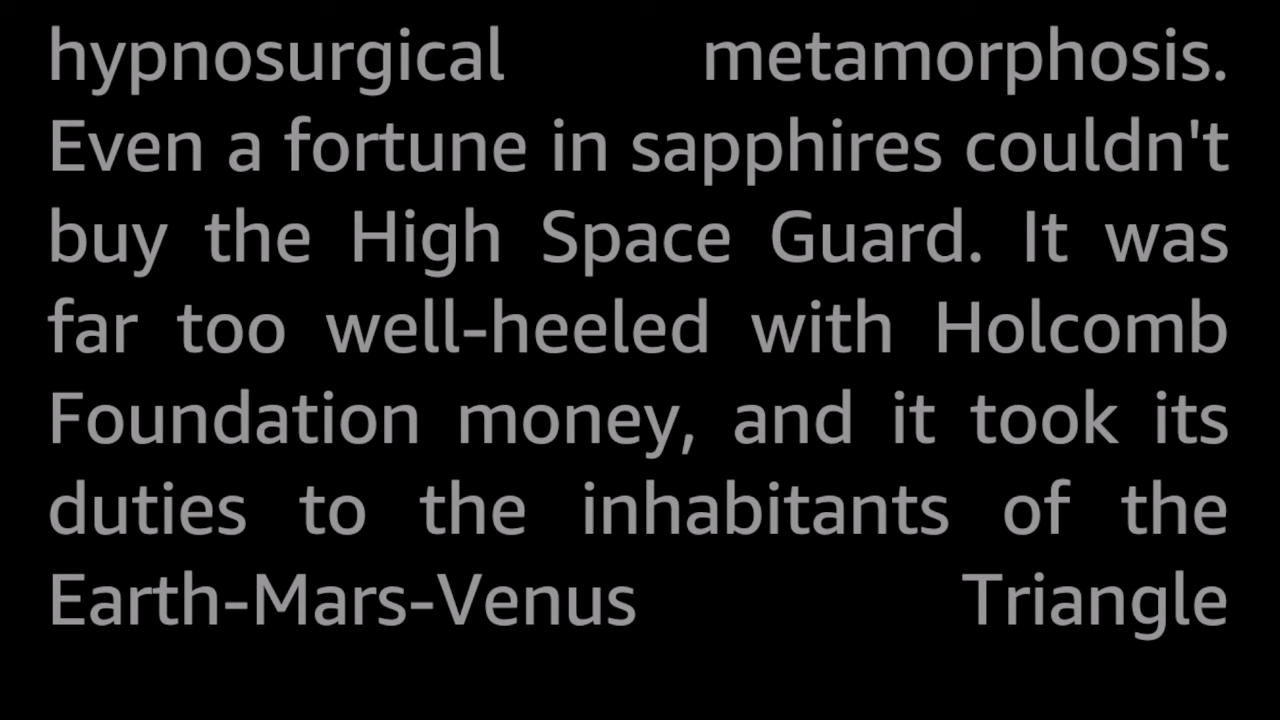 hypnosurgical metamorphosis.
Even a fortune in sapphires couldn't
buy the High Space Guard. It was
far too well-heeled with Holcomb
Foundation money, and it took its
duties to the inhabitants of the
Earth-Mars-Venus Triangle